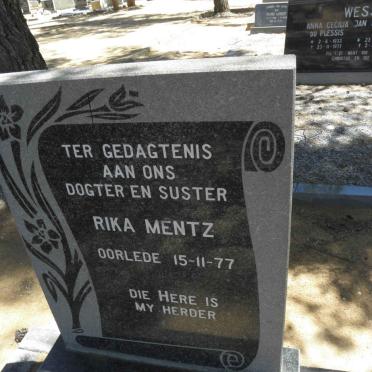 TER GEDAGTENIS
AAN ONS
DOGTER EN SUSTER
RIKA MENTZ
OORLEDE 15-11-77
DIE HERE IS
MY HERDER
WES
ANNA CECILIA JAN
DU PLESSIS